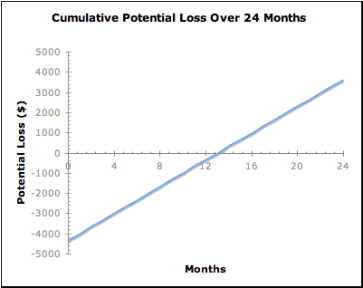 Cumulative Potential Loss Over 24 Months
5000
4000
3000
2000
1000
0
-1000
-2000
-3000
-4000
-5000
0 4 8 12 16 20 24
Potential Loss ($)
Months